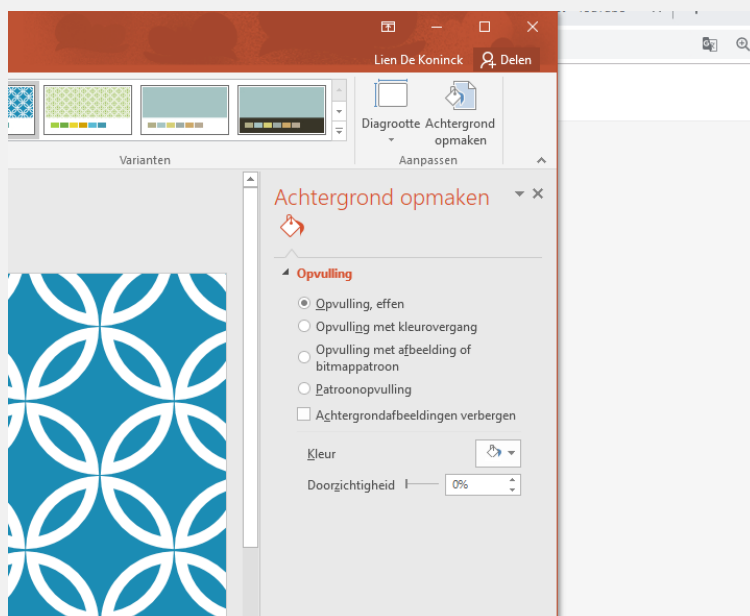 Lien De Koninck Delen
Diagrootte Achtergrond
opmaken
Varianten
Aanpassen
Achtergrond opmaken
Opvulling
Opvulling, effen
Opvulling met kleurovergang
Opvulling met afbeelding of
bitmappatroon
Patroonopvulling
Achtergrondafbeeldingen verbergen
Kleur
Doorzichtigheid 0%